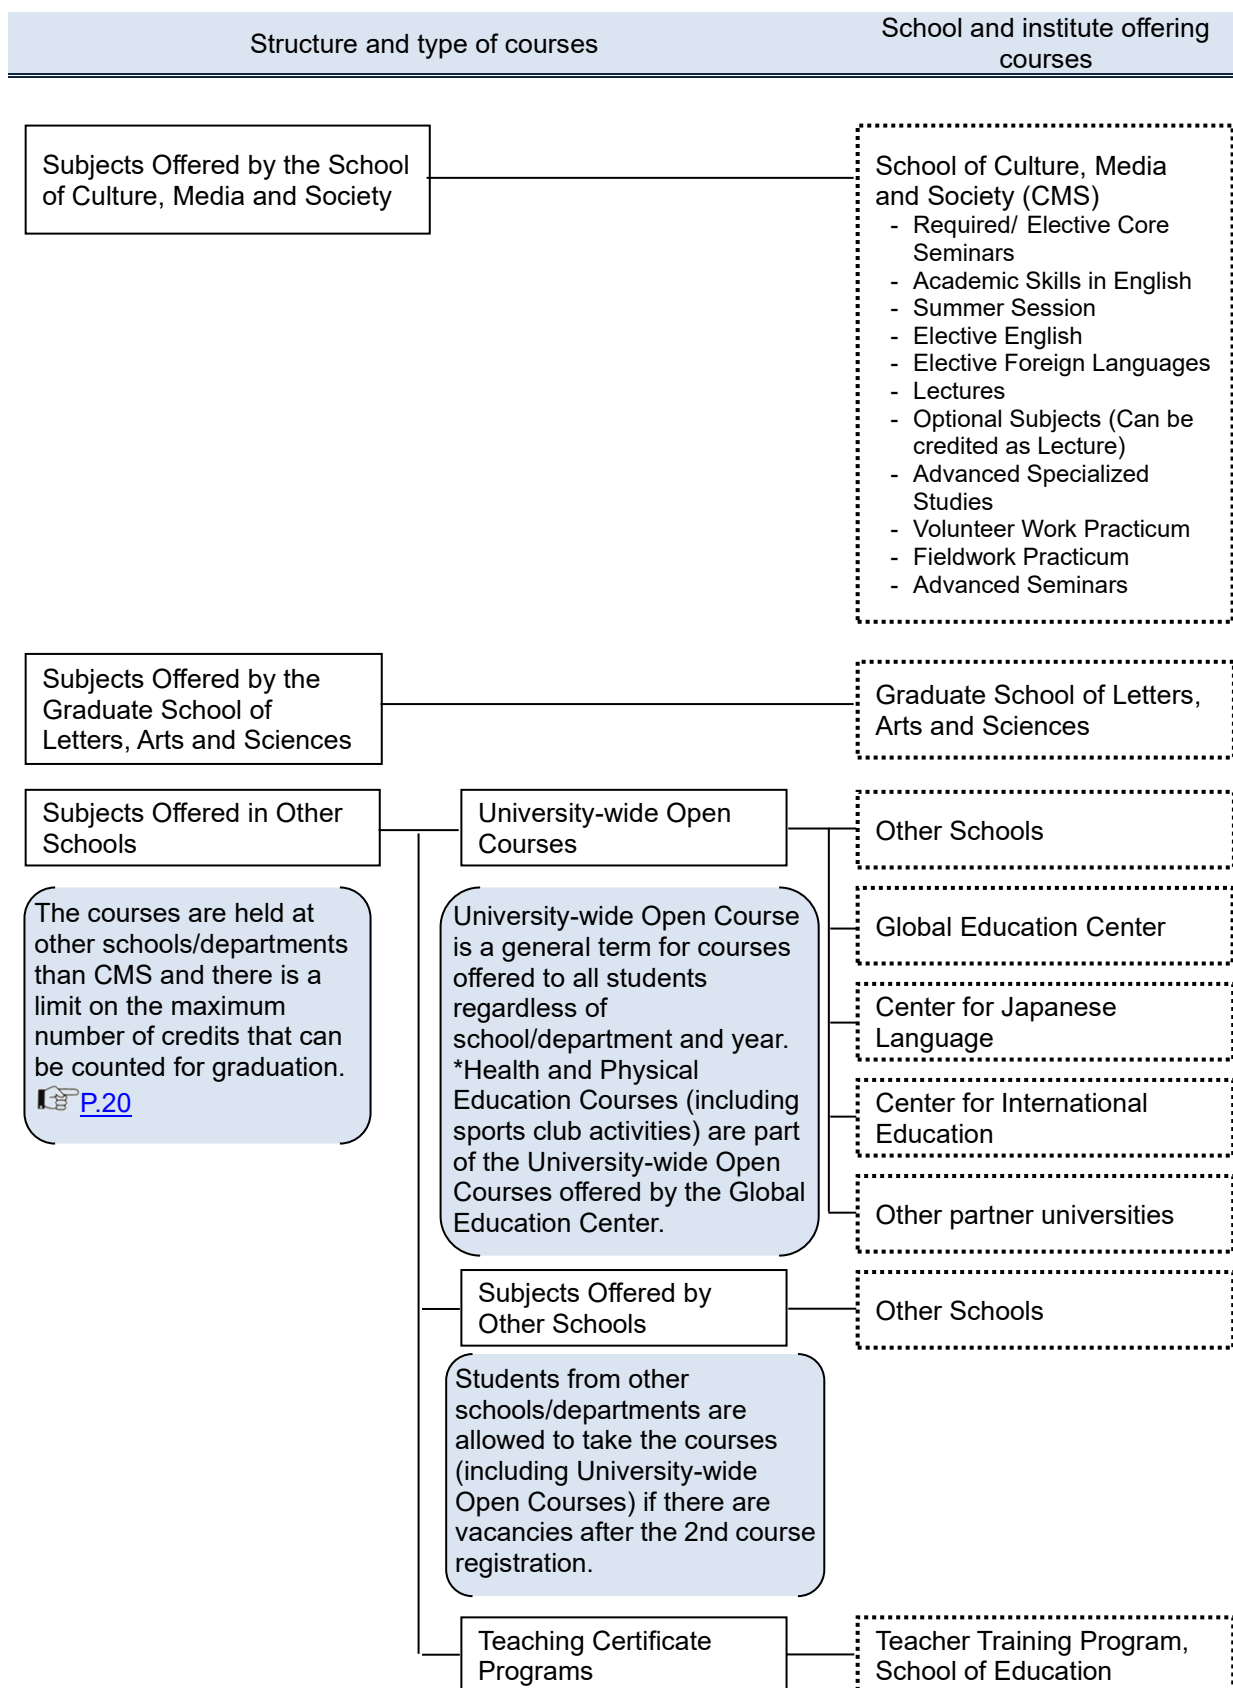 Structure and type of courses
School and institute offering
courses
Subjects Offered by the School
of Culture, Media and Society
School of Culture, Media
and Society (CMS)
- Required/ Elective Core
Seminars
- Academic Skills in English
- Summer Session
- Elective English
- Elective Foreign Languages
- Lectures
- Optional Subjects (Can be
credited as Lecture)
- Advanced Specialized
Studies
- Volunteer Work Practicum
- Fieldwork Practicum
- Advanced Seminars
Subjects Offered by the
Graduate School of
Letters, Arts and Sciences
Graduate School of Letters,
Arts and Sciences
Subjects Offered in Other
Schools
The courses are held at
other schools/departments
than CMS and there is a
limit on the maximum
number of credits that can
be counted for graduation.
☞P.20
University-wide Open
Courses
University-wide Open Course
is a general term for courses
offered to all students
regardless of
school/department and year.
*Health and Physical
Education Courses (including
sports club activities) are part
of the University-wide Open
Courses offered by the Global
Education Center.
Other Schools
Global Education Center
Center for Japanese
Language
Center for International
Education
Other partner universities
Subjects Offered by
Other Schools
Other Schools
Students from other
schools/departments are
allowed to take the courses
(including University-wide
Open Courses) if there are
vacancies after the 2nd course
registration.
Teaching Certificate
Programs
Teacher Training Program,
School of Education